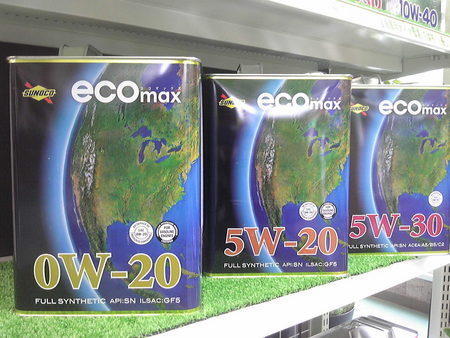 10W-40
SUNOCO
ecomax
エコマックス
0W-20
FULL SYNTHETIC API:SN ILSAC:GF5
SUNOCO
ecomax
5W-20
FULL SYNTHETIC API:SN ILSAC:GF5
SUNOCO
ecomax
5W-30
FULL SYNTHETIC API:SN ACEA:A5/B5/C2